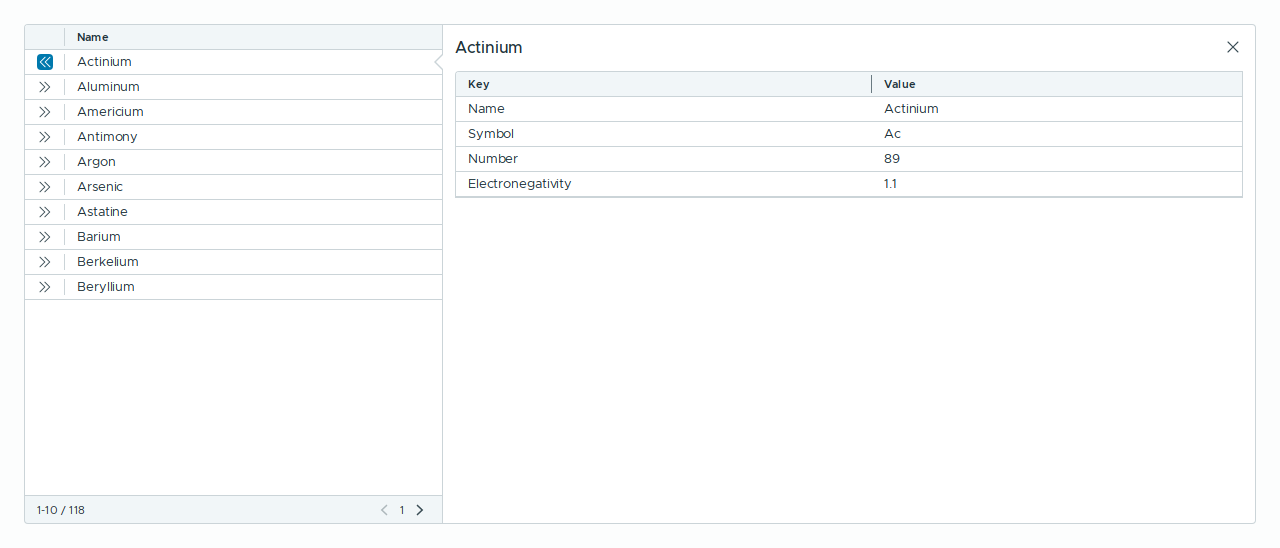 Name
Actinium
Aluminum
Americium
Antimony
Argon
Arsenic
Astatine
Barium
Berkelium
Beryllium
1-10 / 118
1
Actinium
Key Value
Name Actinium
Symbol Ac
Number 89
Electronegativity 1.1